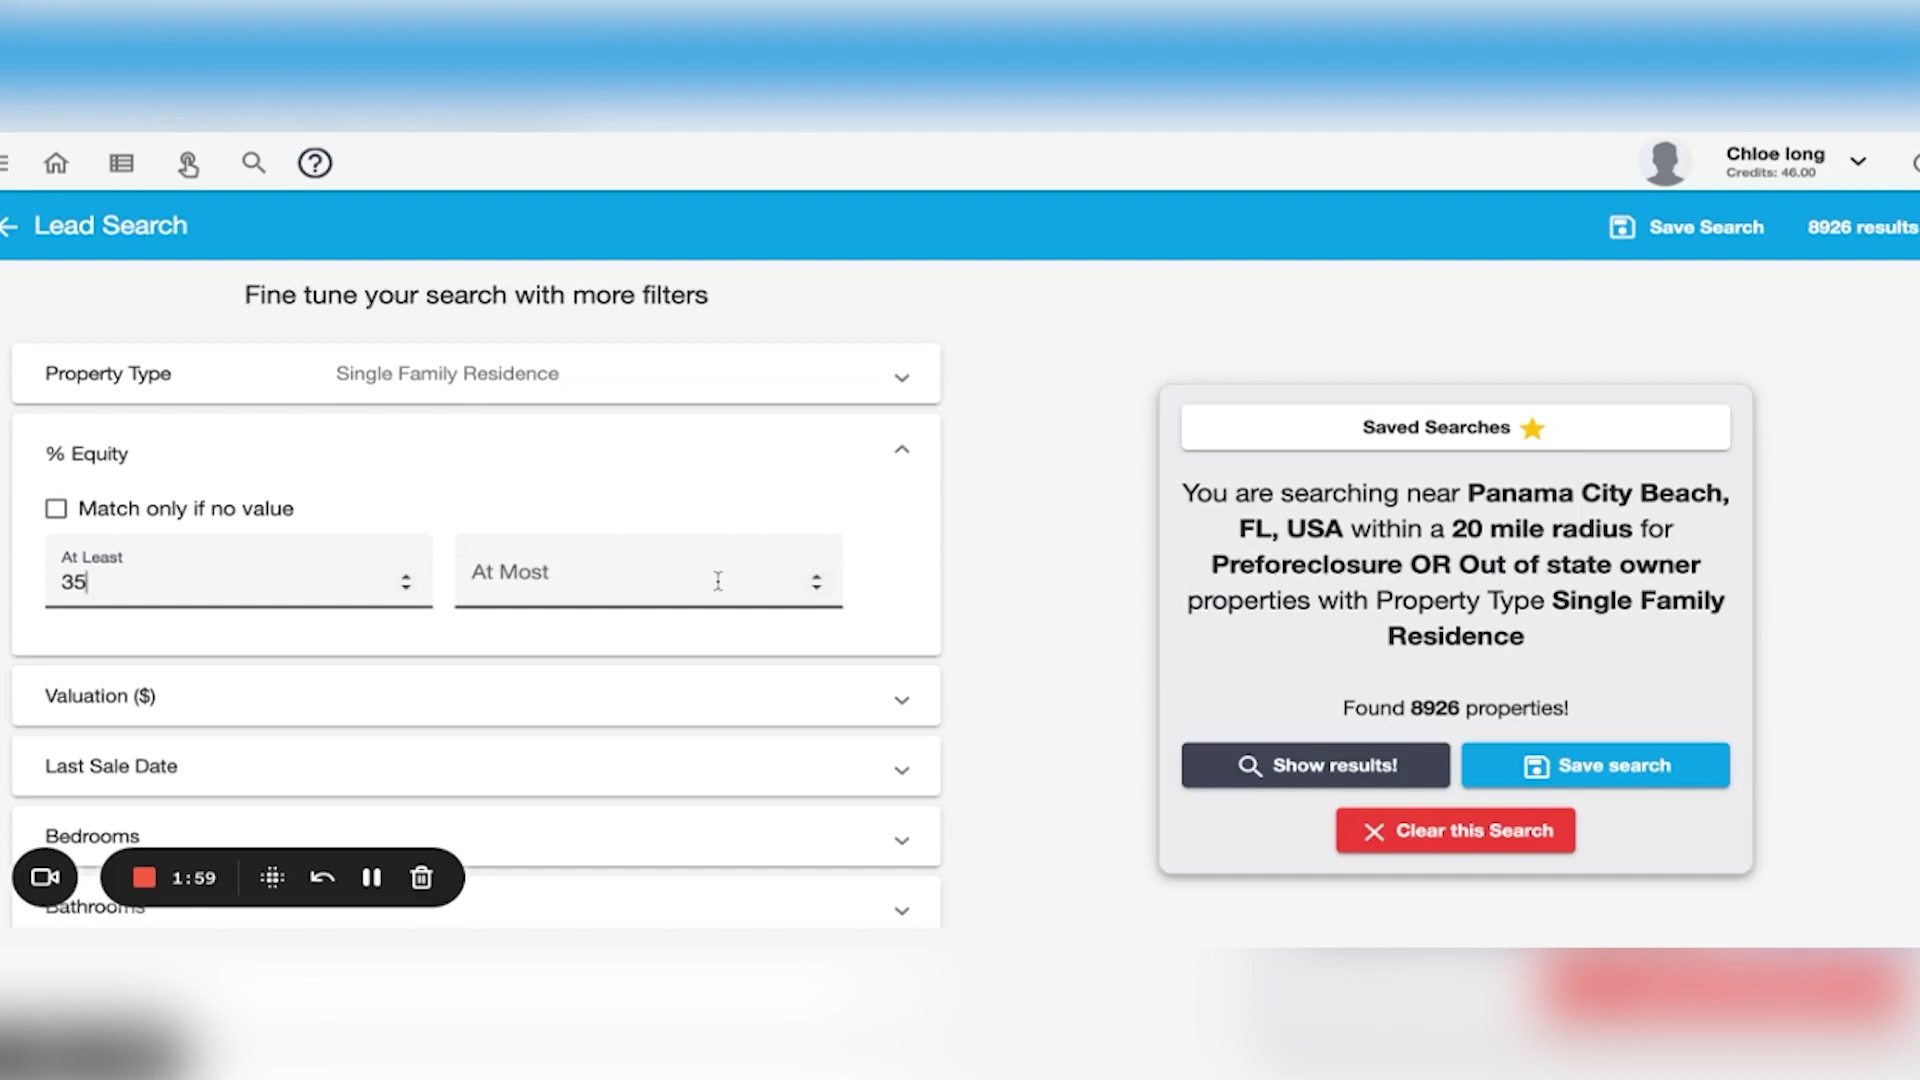 Chloe long
Credits: 46.00
Lead Search
Save Search
8926 results
Fine tune your search with more filters
Property Type
Single Family Residence
% Equity
Match only if no value
At Least
35
At Most
Valuation ($)
Last Sale Date
Bedrooms
1:59
Bathrooms
Saved Searches
You are searching near Panama City Beach,
FL, USA within a 20 mile radius for
Preforeclosure OR Out of state owner
properties with Property Type Single Family
Residence
Found 8926 properties!
Show results!
Save search
Clear this Search